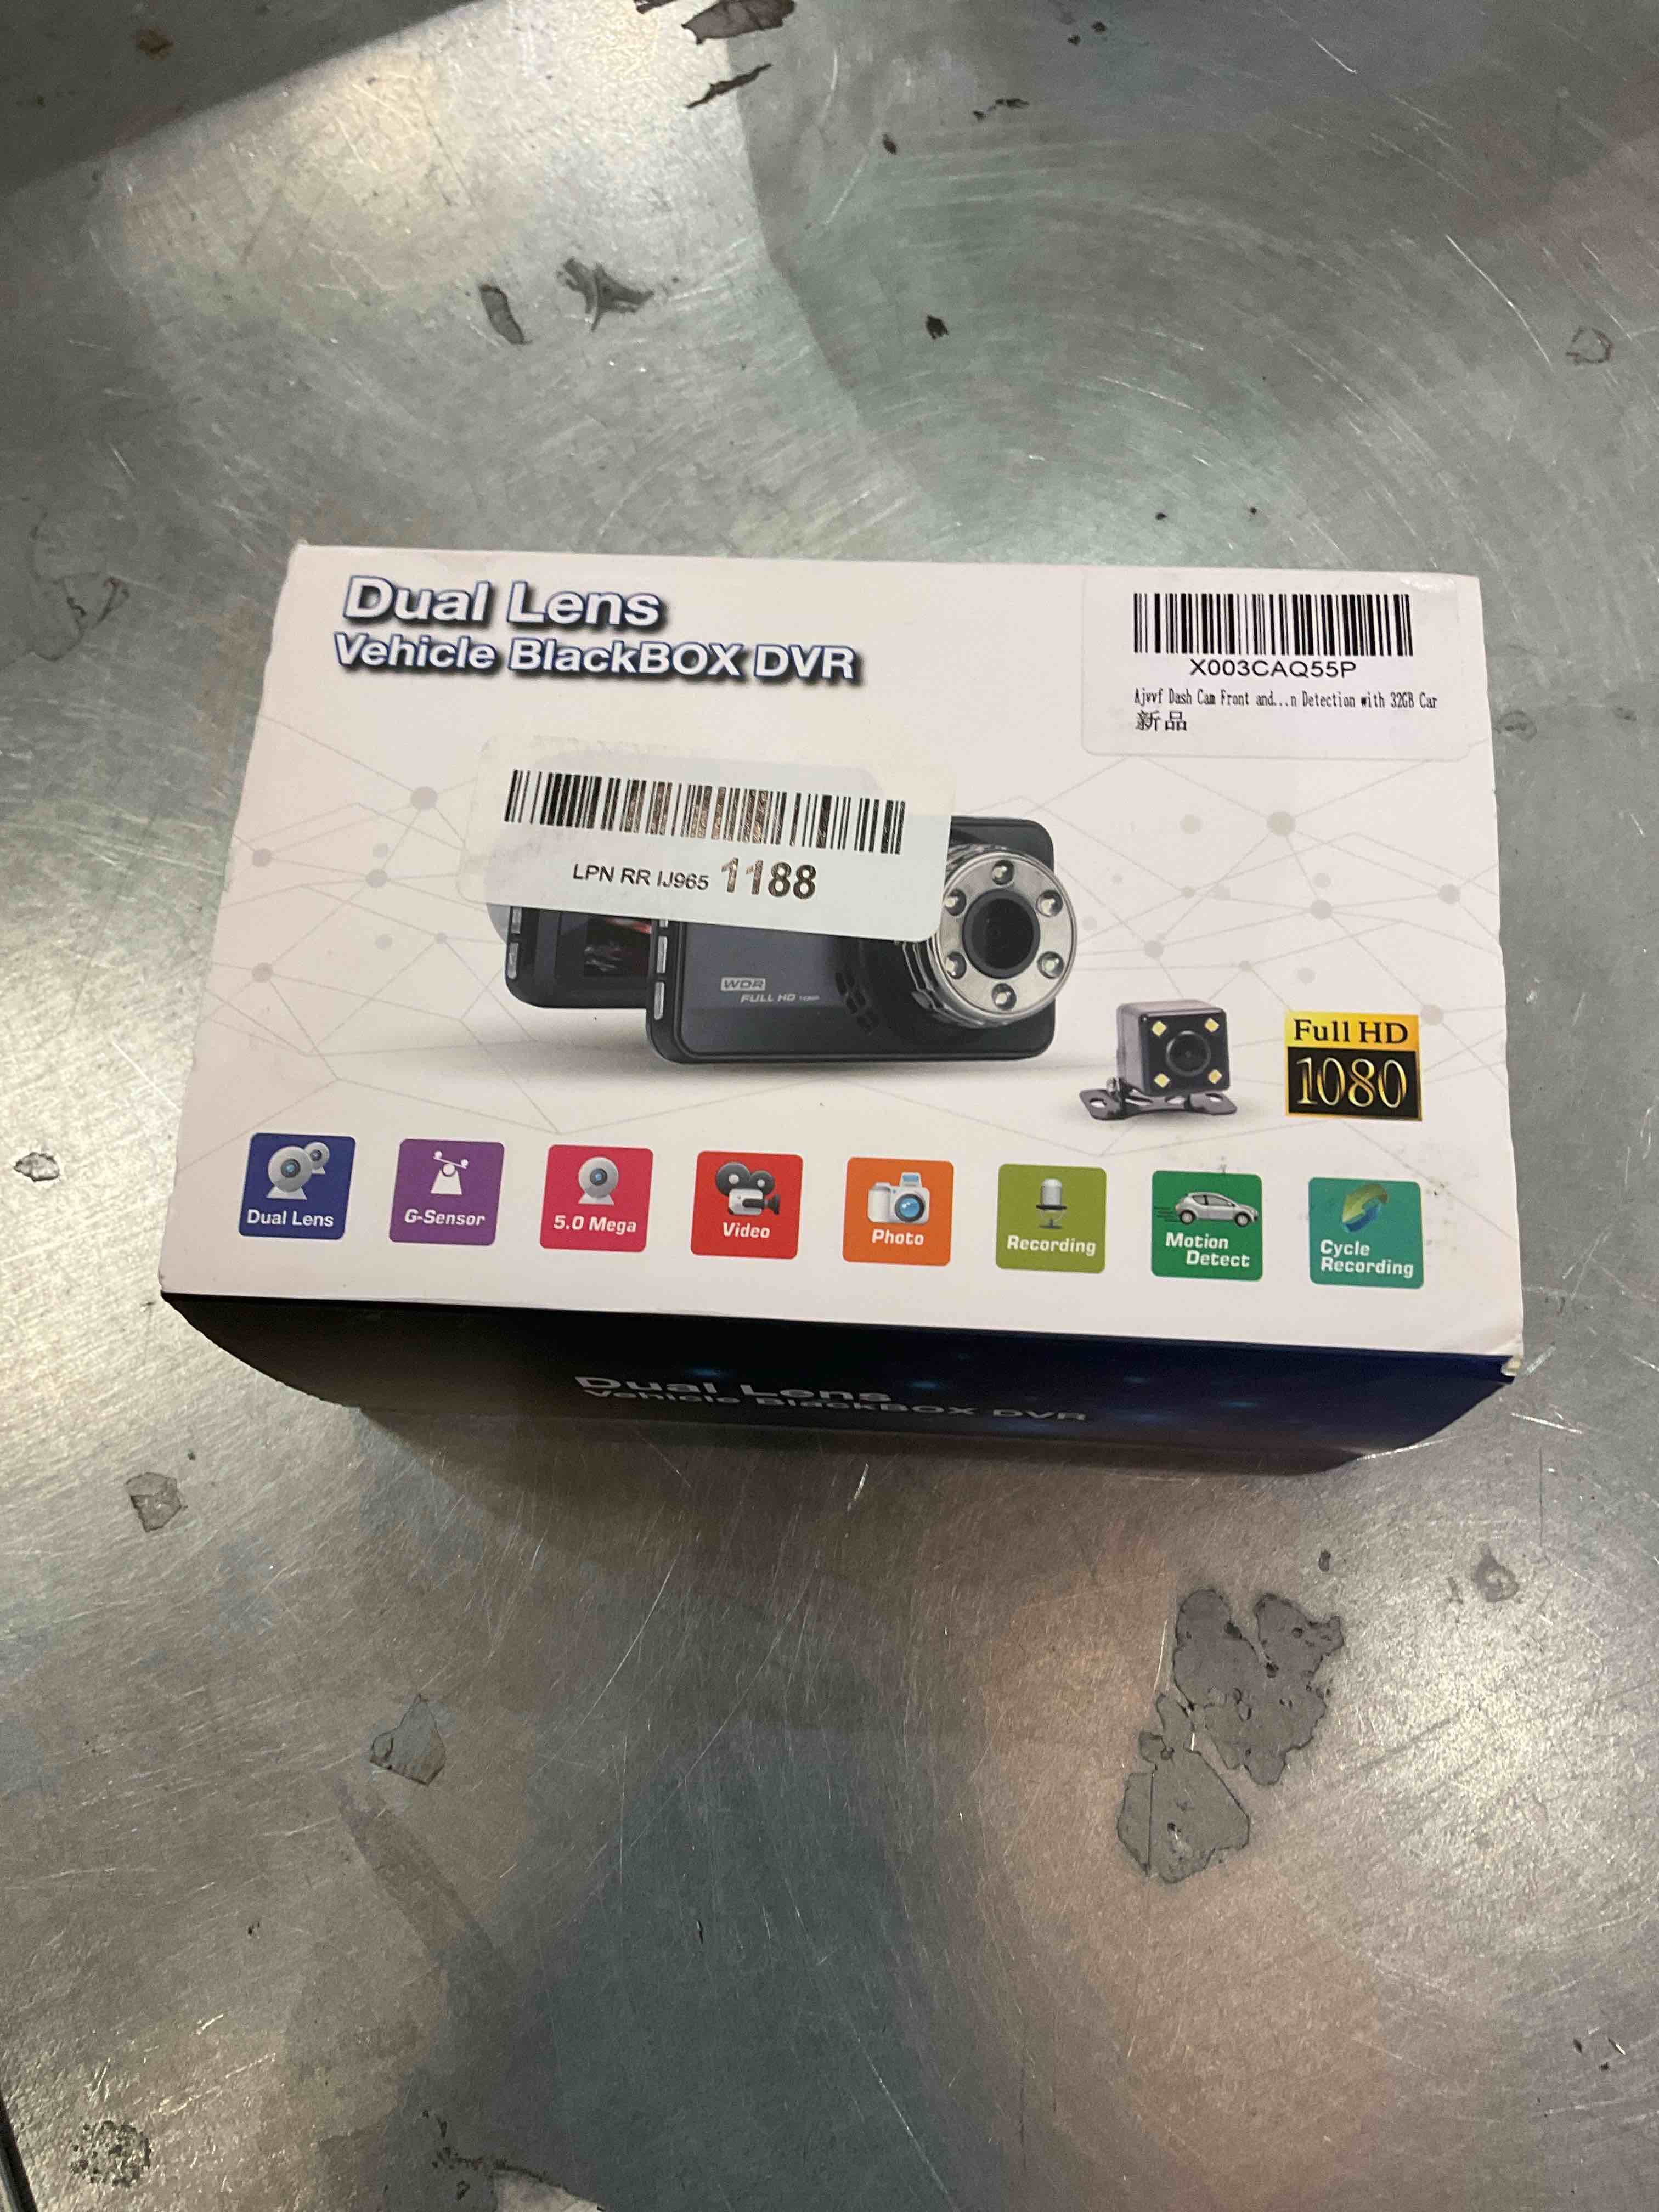 Dual Lens
Vehicle BlackBOX DVR
X003CAQ55P
Ajvvf Dash Cam Front and...n Detection with 32GB Car
新品
LPN RR IJ965 1188
WDR
FULL HD 1080P
Full HD
1080
Dual Lens
G-Sensor
5.0 Mega
Video
Photo
Recording
Motion
Detect
Cycle
Recording
Dual Lens
Vehicle BlackBOX DVR